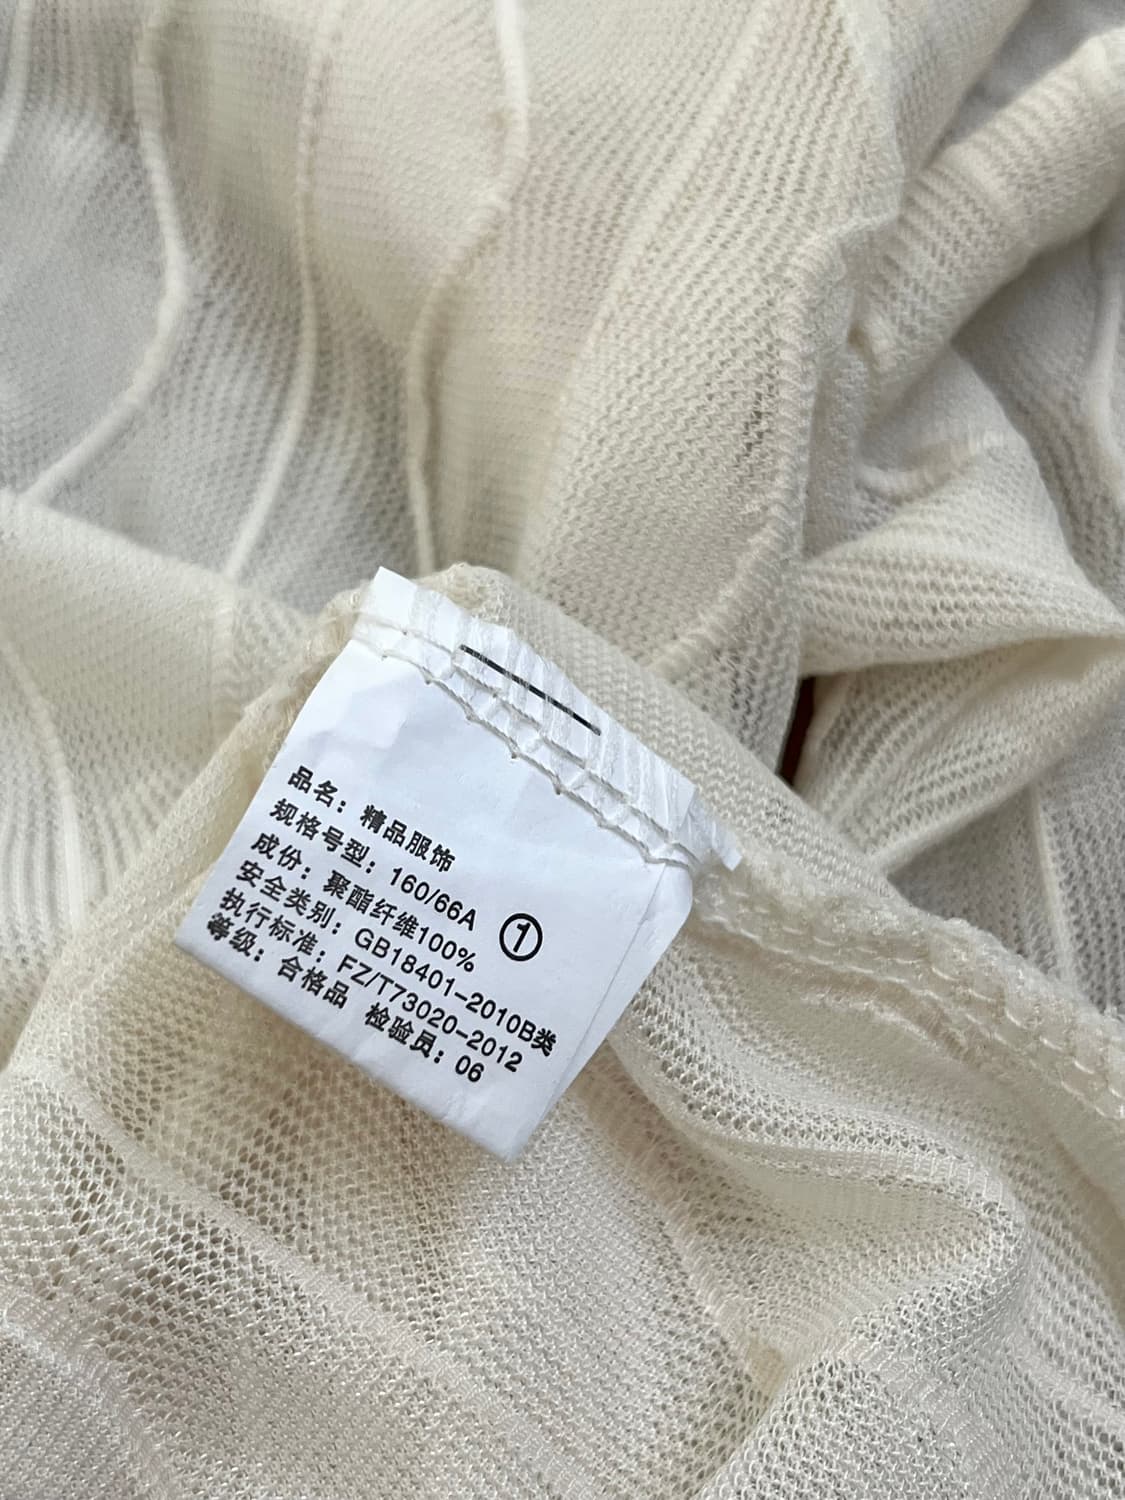 品名：精品服饰
规格号型：160/66A ①
成份：聚酯纤维100%
安全类别：GB18401-2010B类
执行标准：FZ/T73020-2012
等级：合格品 检验员：06